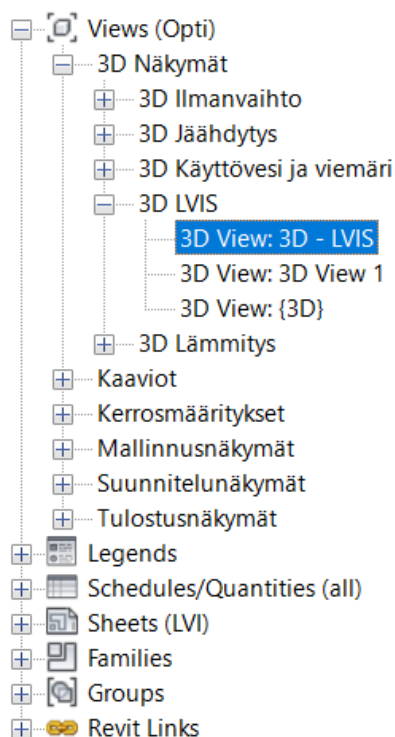 Views (Opti)
3D Näkymät
3D Ilmanvaihto
3D Jäähdytys
3D Käyttövesi ja viemäri
3D LVIS
3D View: 3D - LVIS
3D View: 3D View 1
3D View: {3D}
3D Lämmitys
Kaaviot
Kerrosmääritykset
Mallinnusnäkymät
Suunnitelunäkymät
Tulostusnäkymät
Legends
Schedules/Quantities (all)
Sheets (LVI)
Families
Groups
Revit Links